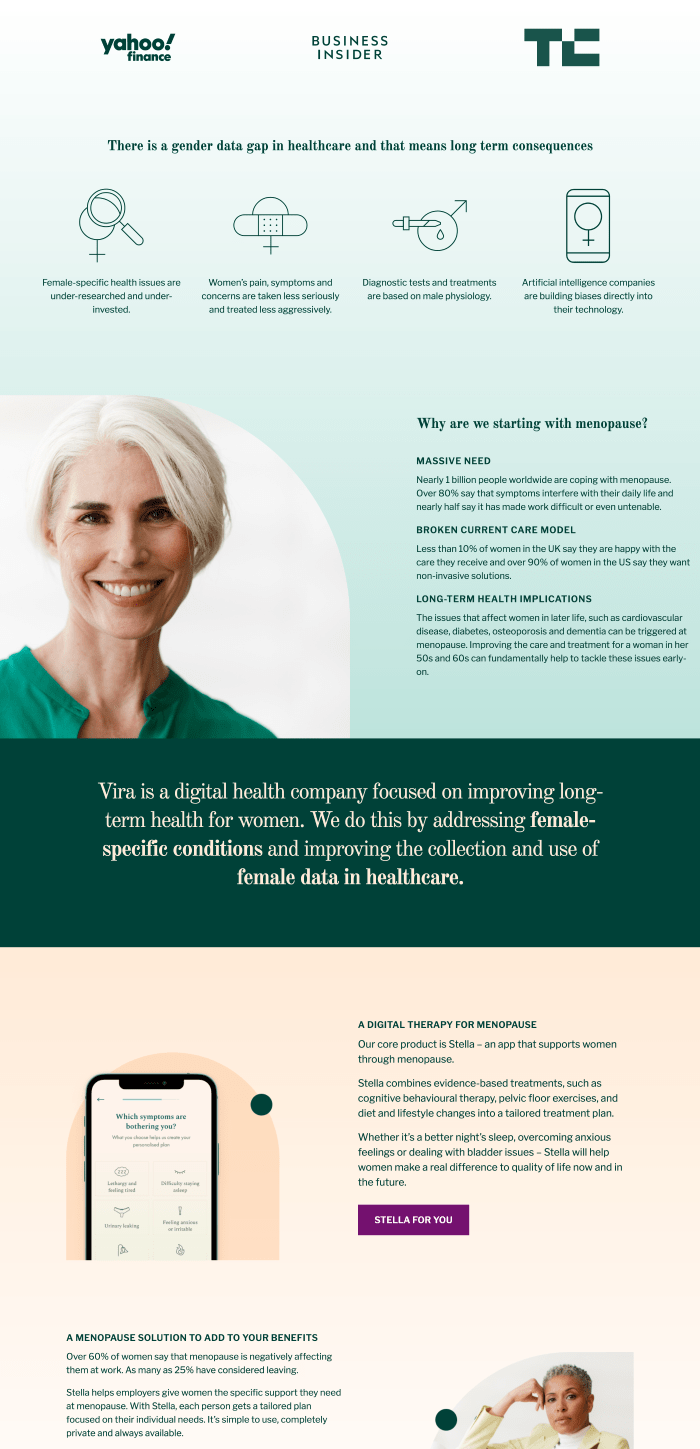 yahoo!
finance
BUSINESS
INSIDER
TC
There is a gender data gap in healthcare and that means long term consequences
Female-specific health issues are
under-researched and under-
invested.
Women's pain, symptoms and
concerns are taken less seriously
and treated less aggressively.
Diagnostic tests and treatments
are based on male physiology.
Artificial intelligence companies
are building biases directly into
their technology.
Why are we starting with menopause?
MASSIVE NEED
Nearly 1 billion people worldwide are coping with menopause.
Over 80% say that symptoms interfere with their daily life and
nearly half say it has made work difficult or even untenable.
BROKEN CURRENT CARE MODEL
Less than 10% of women in the UK say they are happy with the
care they receive and over 90% of women in the US say they want
non-invasive solutions.
LONG-TERM HEALTH IMPLICATIONS
The issues that affect women in later life, such as cardiovascular
disease, diabetes, osteoporosis and dementia can be triggered at
menopause. Improving the care and treatment for a woman in her
50s and 60s can fundamentally help to tackle these issues early-
on.
Vira is a digital health company focused on improving long-
term health for women. We do this by addressing female-
specific conditions and improving the collection and use of
female data in healthcare.
A DIGITAL THERAPY FOR MENOPAUSE
Our core product is Stella – an app that supports women
through menopause.
Stella combines evidence-based treatments, such as
cognitive behavioural therapy, pelvic floor exercises, and
diet and lifestyle changes into a tailored treatment plan.
Whether it's a better night's sleep, overcoming anxious
feelings or dealing with bladder issues – Stella will help
women make a real difference to quality of life now and in
the future.
STELLA FOR YOU
Which symptoms are
bothering you?
What you choose helps us create your
personalised plan
Lethargy and
feeling tired
Difficulty staying
asleep
Urinary leaking
Feeling anxious
or irritable
A MENOPAUSE SOLUTION TO ADD TO YOUR BENEFITS
Over 60% of women say that menopause is negatively affecting
them at work. As many as 25% have considered leaving.
Stella helps employers give women the specific support they need
at menopause. With Stella, each person gets a tailored plan
focused on their individual needs. It's simple to use, completely
private and always available.